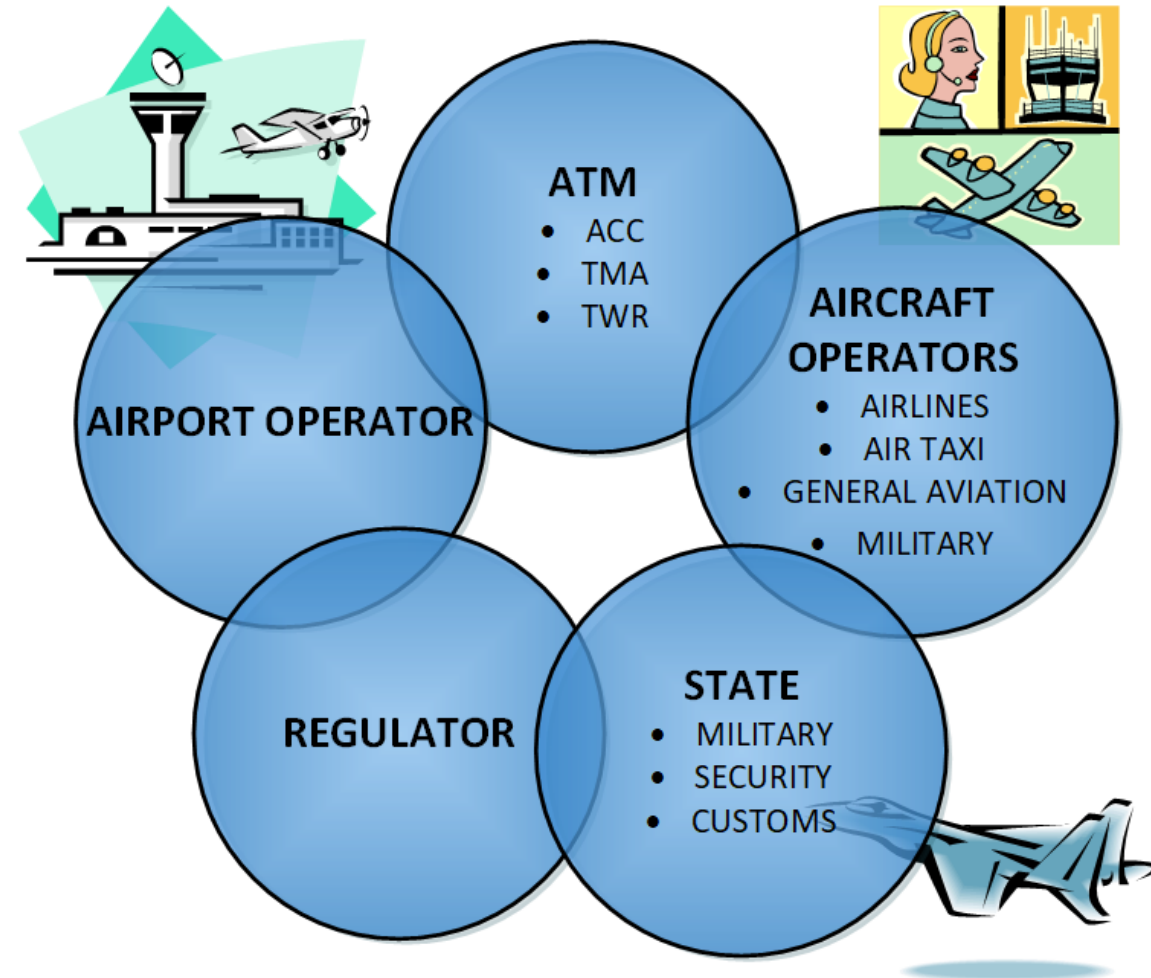 ATM
• ACC
• TMA
• TWR
AIRCRAFT
OPERATORS
• AIRLINES
• AIR TAXI
• GENERAL AVIATION
• MILITARY
AIRPORT OPERATOR
REGULATOR
STATE
• MILITARY
• SECURITY
• CUSTOMS